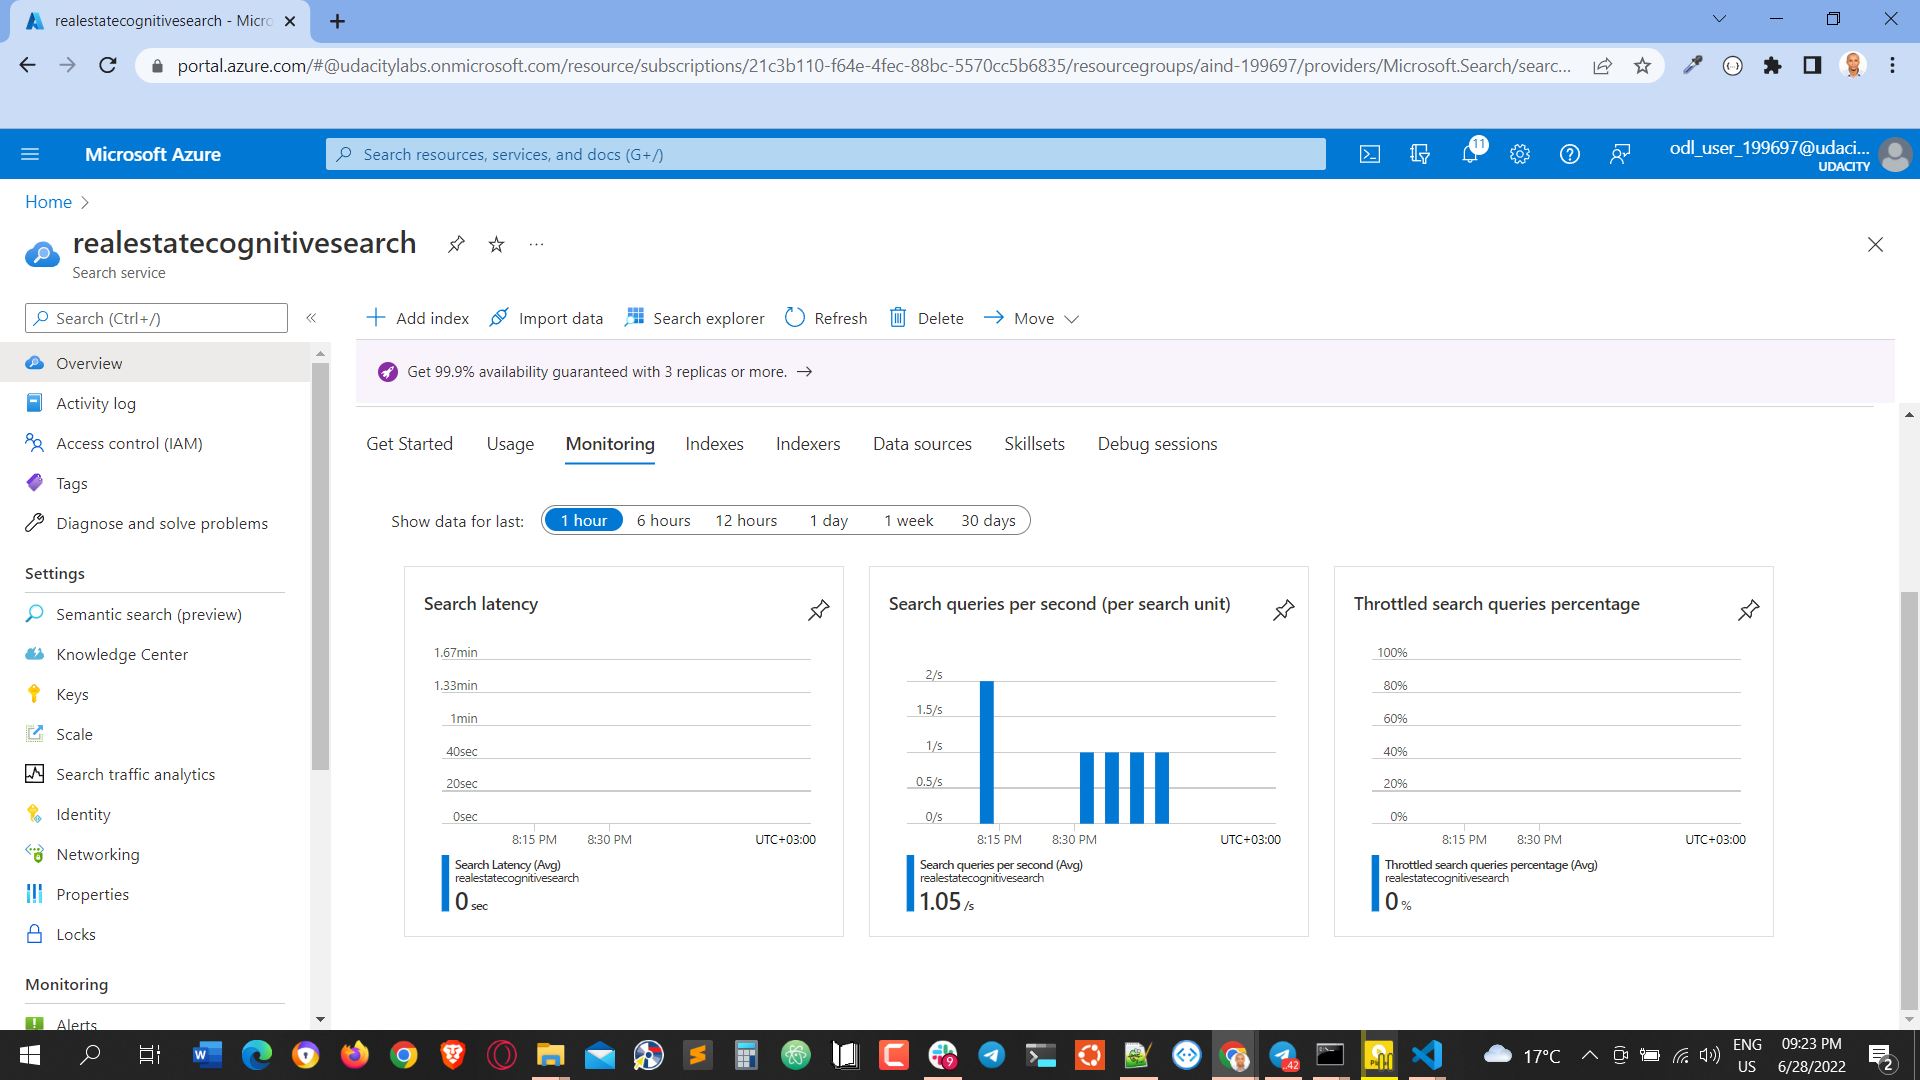 realestatecognitivesearch - Micro
portal.azure.com/#@udacitylabs.onmicrosoft.com/resource/subscriptions/21c3b110-f64e-4fec-88bc-5570cc5b6835/resourcegroups/aind-199697/providers/Microsoft.Search/searc...
Microsoft Azure
Search resources, services, and docs (G+/)
11
odl_user_199697@udaci...
UDACITY
Home
realestatecognitivesearch
Search service
Search (Ctrl+/)
Overview
Activity log
Access control (IAM)
Tags
Diagnose and solve problems
Settings
Semantic search (preview)
Knowledge Center
Keys
Scale
Search traffic analytics
Identity
Networking
Properties
Locks
Monitoring
Alerts
Add index
Import data
Search explorer
Refresh
Delete
Move
Get 99.9% availability guaranteed with 3 replicas or more.
Get Started
Usage
Monitoring
Indexes
Indexers
Data sources
Skillsets
Debug sessions
Show data for last:
1 hour
6 hours
12 hours
1 day
1 week
30 days
Search latency
1.67min
1.33min
1min
40sec
20sec
0sec
8:15 PM
8:30 PM
UTC+03:00
Search Latency (Avg)
realestatecognitivesearch
0 sec
Search queries per second (per search unit)
2/s
1.5/s
1/s
0.5/s
0/s
8:15 PM
8:30 PM
UTC+03:00
Search queries per second (Avg)
realestatecognitivesearch
1.05 /s
Throttled search queries percentage
100%
80%
60%
40%
20%
0%
8:15 PM
8:30 PM
UTC+03:00
Throttled search queries percentage (Avg)
realestatecognitivesearch
0 %
9
42
17°C
ENG
US
09:23 PM
6/28/2022
2